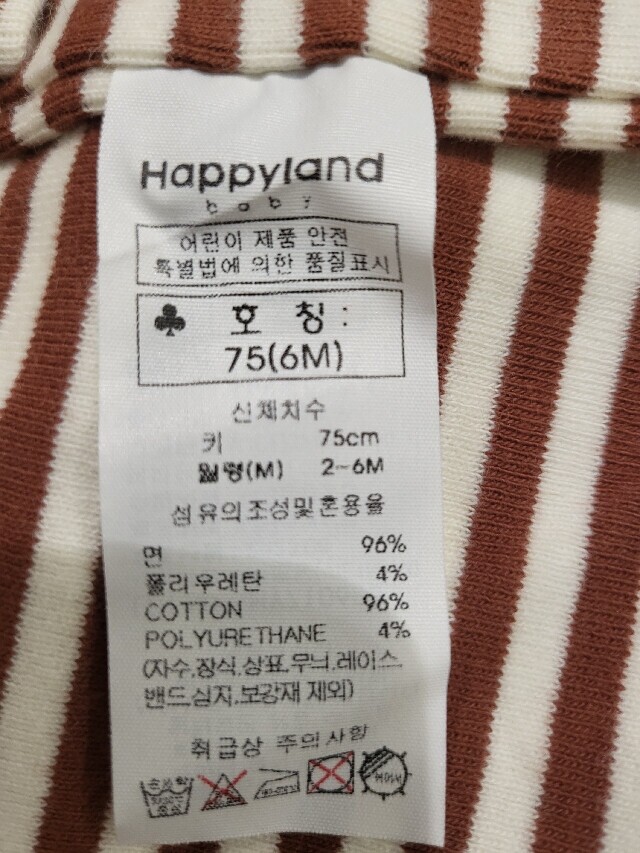 Happyland
baby
어린이 제품 안전
특별법에 의한 품질표시
♣ 호 칭 :
75(6M)
신체치수
키 75cm
월령(M) 2~6M
섬유의조성및혼용율
면 96%
폴리우레탄 4%
COTTON 96%
POLYURETHANE 4%
(자수,장식,상표,무늬,레이스
밴드,심지,보강재 제외)
취급상 주의사항